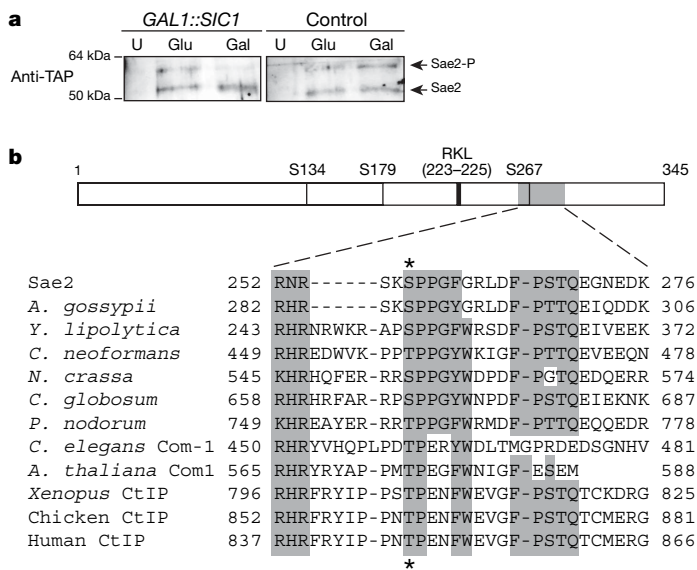 a
GAL1::SIC1 Control
U Glu Gal U Glu Gal
64 kDa
Anti-TAP
50 kDa
Sae2-P
Sae2
b
1 S134 S179 RKL (223–225) S267 345
*
Sae2 252 RNR------SKSPPGFGRLDF-PSTQEGNEDK 276
A. gossypii 282 RHR------SKSPPGYGRLDF-PTTQEIQDDK 306
Y. lipolytica 243 RHRNRWKR-APSPPGFWRSDF-PSTQEIVEEK 372
C. neoformans 449 RHREDWVK-PPTPPGYWKIGF-PTTQEVEEQN 478
N. crassa 545 KHRHQFER-RRSPPGYWDPDF-PGTQEDQERR 574
C. globosum 658 RHRHRFAR-RPSPPGYWNPDF-PSTQEIEKNK 687
P. nodorum 749 KHREAYERR-RTPPGFWRMDF-PTTQEQQEDR 778
C. elegans Com-1 450 RHRYVHQPLPDTPERYWDLTMGPRDEDSGNHV 481
A. thaliana Com1 565 RHRYRYAP-PMTPEGFWNIGF-ESEM 588
Xenopus CtIP 796 RHRFRYIP-PSTPENFWEVGF-PSTQTCKDRG 825
Chicken CtIP 852 RHRFRYIP-PNTPENFWEVGF-PSTQTCMERG 881
Human CtIP 837 RHRFRYIP-PNTPENFWEVGF-PSTQTCMERG 866
*